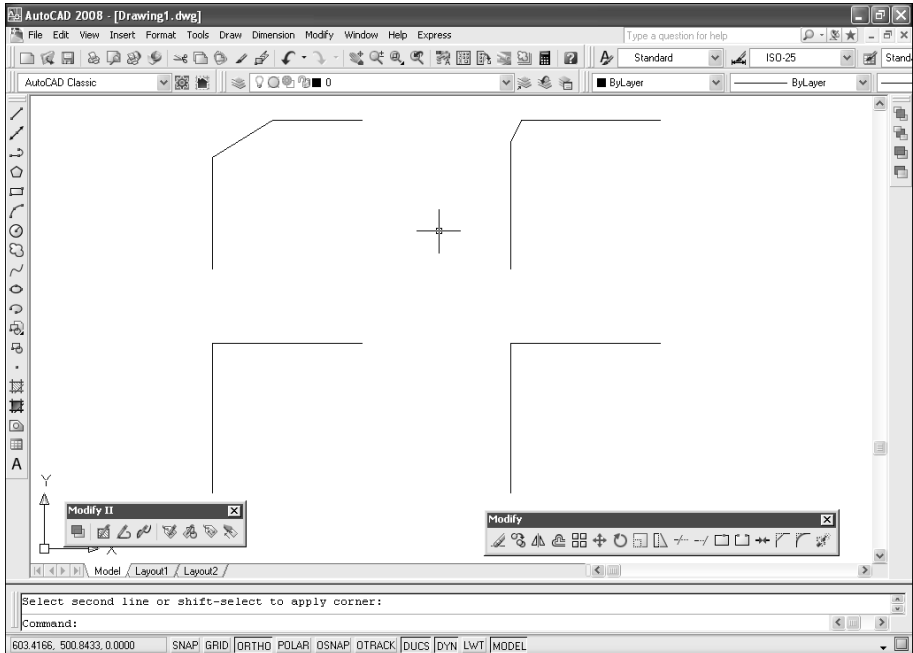 AutoCAD 2008 - [Drawing1.dwg]
File Edit View Insert Format Tools Draw Dimension Modify Window Help Express
Type a question for help
Standard
ISO-25
Stand
AutoCAD Classic
0
ByLayer
ByLayer
A
Y
X
Modify II
Modify
Model Layout1 Layout2
Select second line or shift-select to apply corner:
Command:
603.4166, 500.8433, 0.0000 SNAP GRID ORTHO POLAR OSNAP OTRACK DUCS DYN LWT MODEL